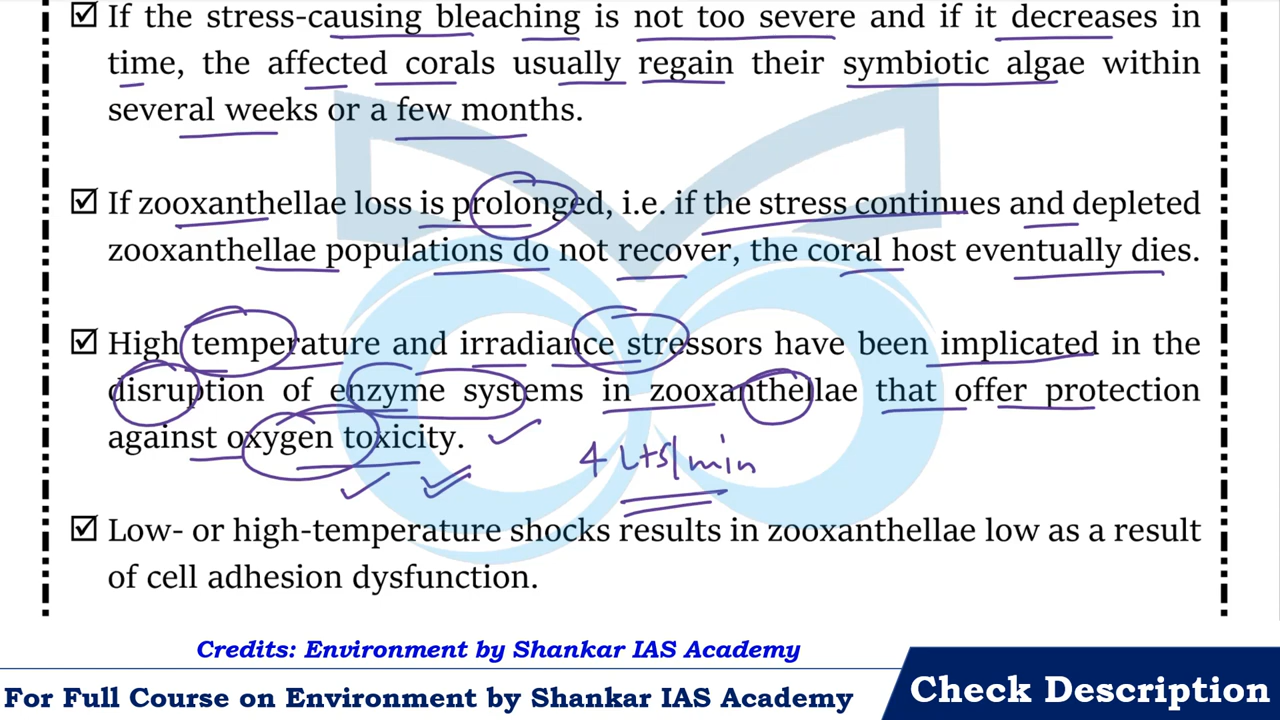 ☑ If the stress-causing bleaching is not too severe and if it decreases in
time, the affected corals usually regain their symbiotic algae within
several weeks or a few months.
☑ If zooxanthellae loss is prolonged, i.e. if the stress continues and depleted
zooxanthellae populations do not recover, the coral host eventually dies.
☑ High temperature and irradiance stressors have been implicated in the
disruption of enzyme systems in zooxanthellae that offer protection
against oxygen toxicity.
4 Lts/min
☑ Low- or high-temperature shocks results in zooxanthellae low as a result
of cell adhesion dysfunction.
Credits: Environment by Shankar IAS Academy
For Full Course on Environment by Shankar IAS Academy
Check Description